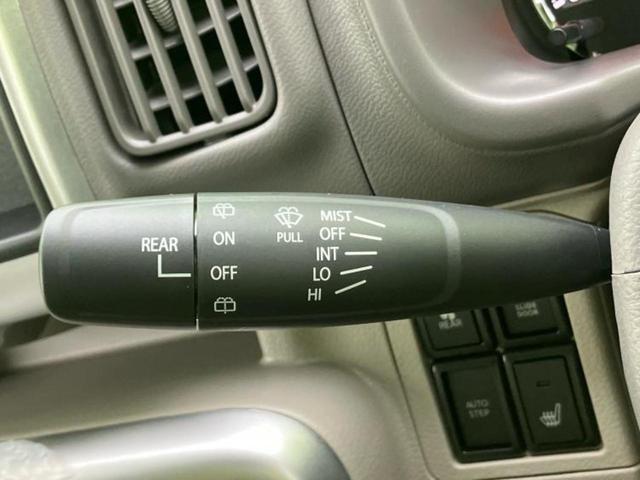 REAR
ON
OFF
PULL
MIST
OFF
INT
LO
HI
REAR
SLIDE
DOOR
AUTO
STEP